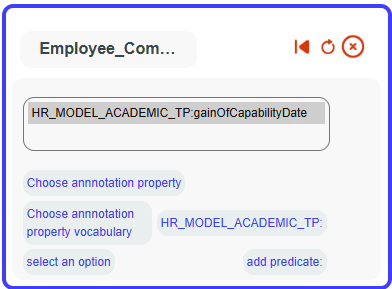 Employee_Com...
HR_MODEL_ACADEMIC_TP:gainOfCapabilityDate
Choose annnotation property
Choose annnotation
property vocabulary
HR_MODEL_ACADEMIC_TP:
select an option
add predicate: